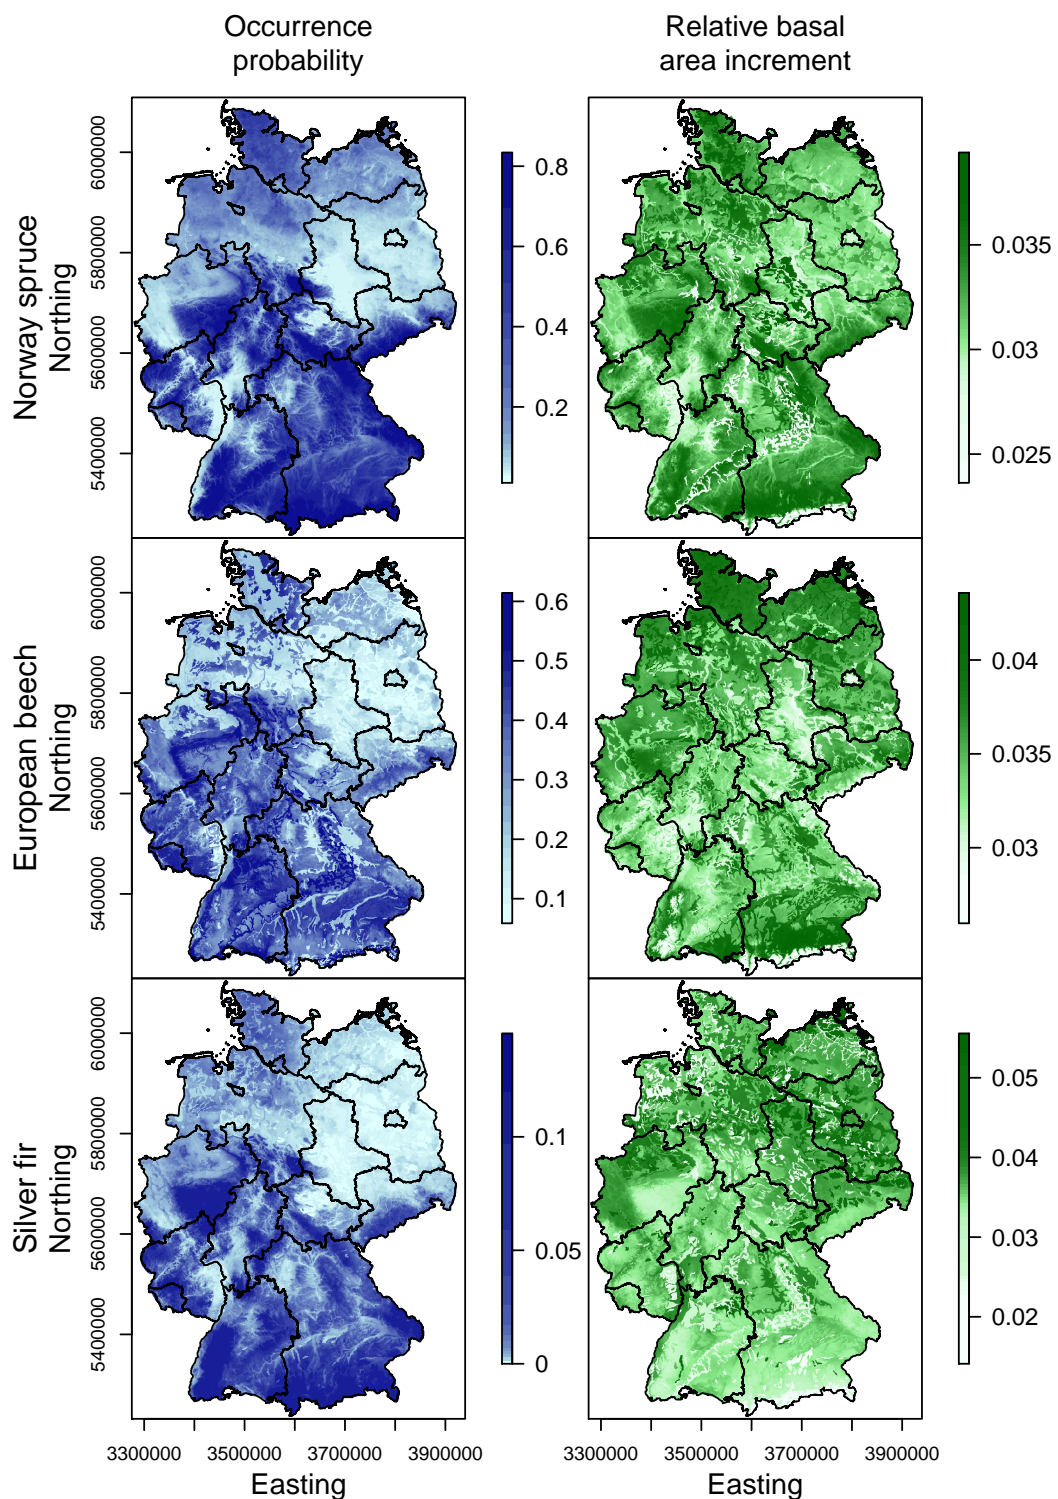 Occurrence
probability
Relative basal
area increment
Norway spruce
Northing
6000000
5800000
5600000
5400000
0.8
0.6
0.4
0.2
0.035
0.03
0.025
European beech
Northing
6000000
5800000
5600000
5400000
0.6
0.5
0.4
0.3
0.2
0.1
0.04
0.035
0.03
Silver fir
Northing
6000000
5800000
5600000
5400000
0.1
0.05
0
0.05
0.04
0.03
0.02
3300000 3500000 3700000 3900000
Easting
3300000 3500000 3700000 3900000
Easting